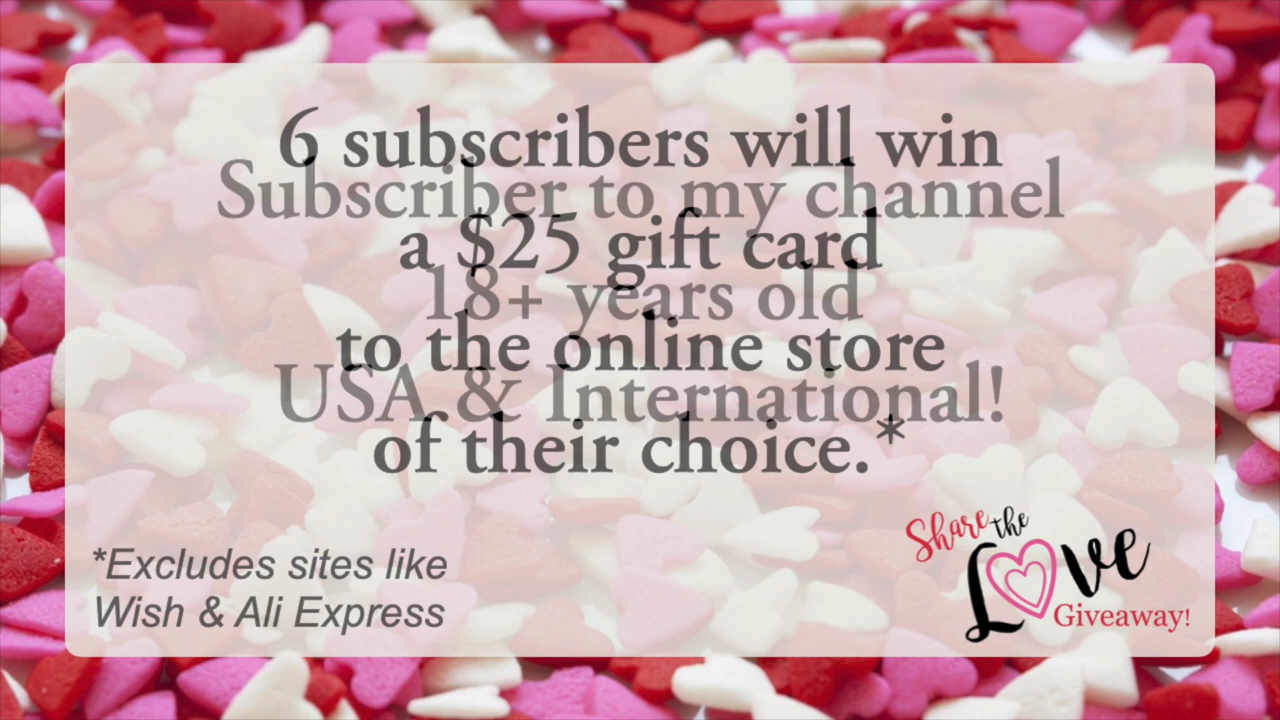 6 subscribers will win
Subscriber to my channel
a $25 gift card
18+ years old
to the online store
USA & International!
of their choice.*
*Excludes sites like
Wish & Ali Express
Share the
Love
Giveaway!